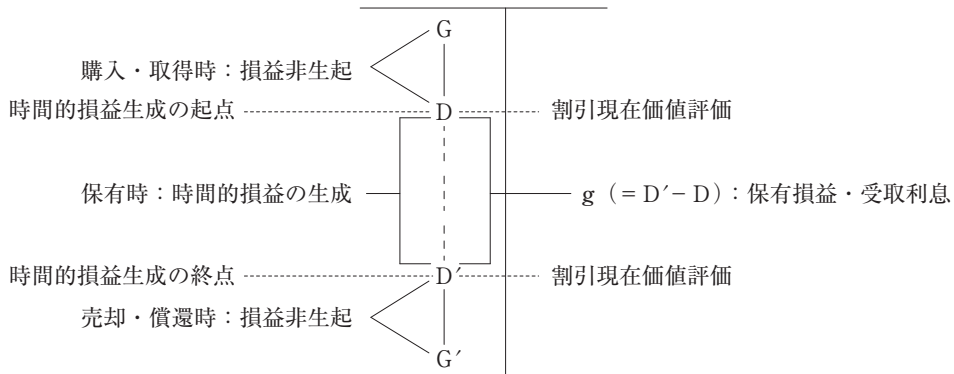 G
購入・取得時：損益非生起
時間的損益生成の起点 D 割引現在価値評価
保有時：時間的損益の生成 g（＝D′−D）：保有損益・受取利息
時間的損益生成の終点 D′ 割引現在価値評価
売却・償還時：損益非生起
G′